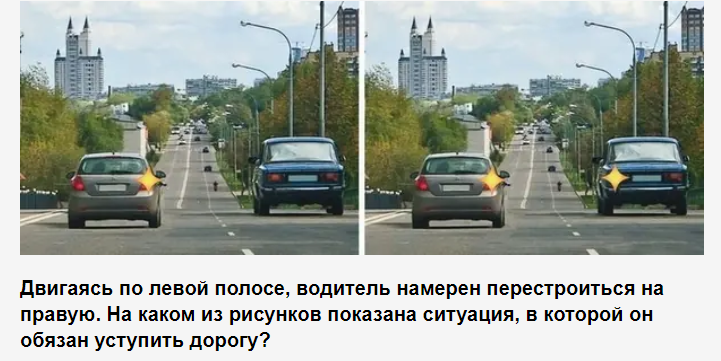 Двигаясь по левой полосе, водитель намерен перестроиться на
правую. На каком из рисунков показана ситуация, в которой он
обязан уступить дорогу?